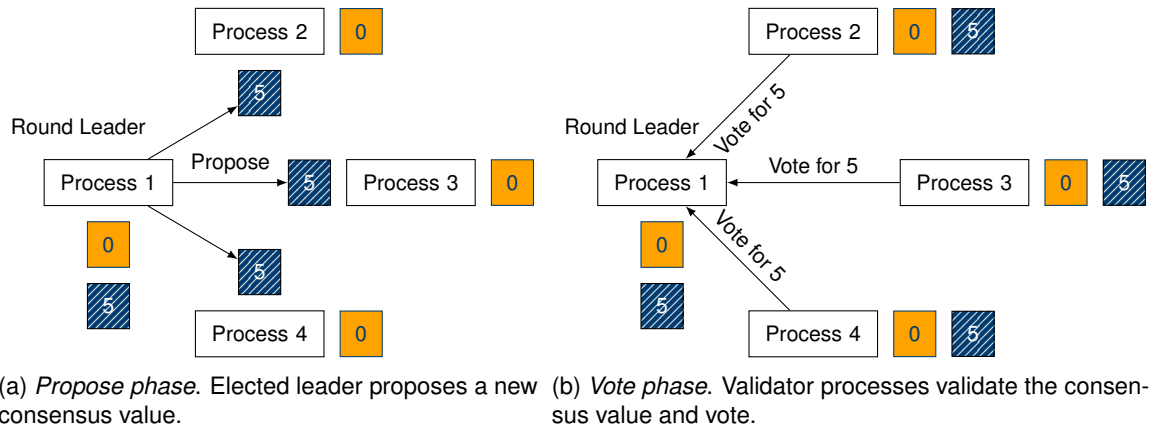 Process 2
0
5
Round Leader
Propose
Process 1
5
Process 3
0
0
5
5
Process 4
0
(a) Propose phase. Elected leader proposes a new
consensus value.
Process 2
0
5
Vote for 5
Round Leader
Process 1
Vote for 5
Process 3
0
5
0
Vote for 5
5
Process 4
0
5
(b) Vote phase. Validator processes validate the consen-
sus value and vote.